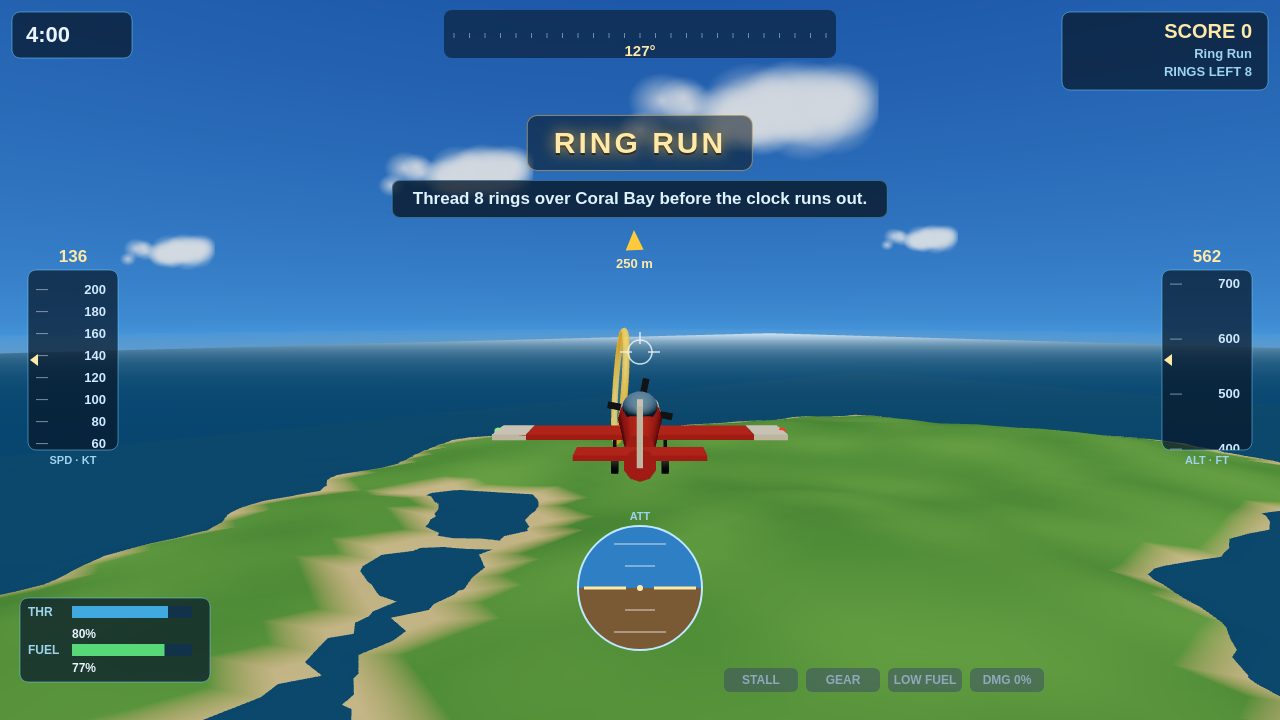 4:00
127°
SCORE 0
Ring Run
RINGS LEFT 8
RING RUN
Thread 8 rings over Coral Bay before the clock runs out.
250 m
136
200
180
160
140
120
100
80
60
SPD · KT
562
700
600
500
400
ALT · FT
ATT
THR
80%
FUEL
77%
STALL
GEAR
LOW FUEL
DMG 0%